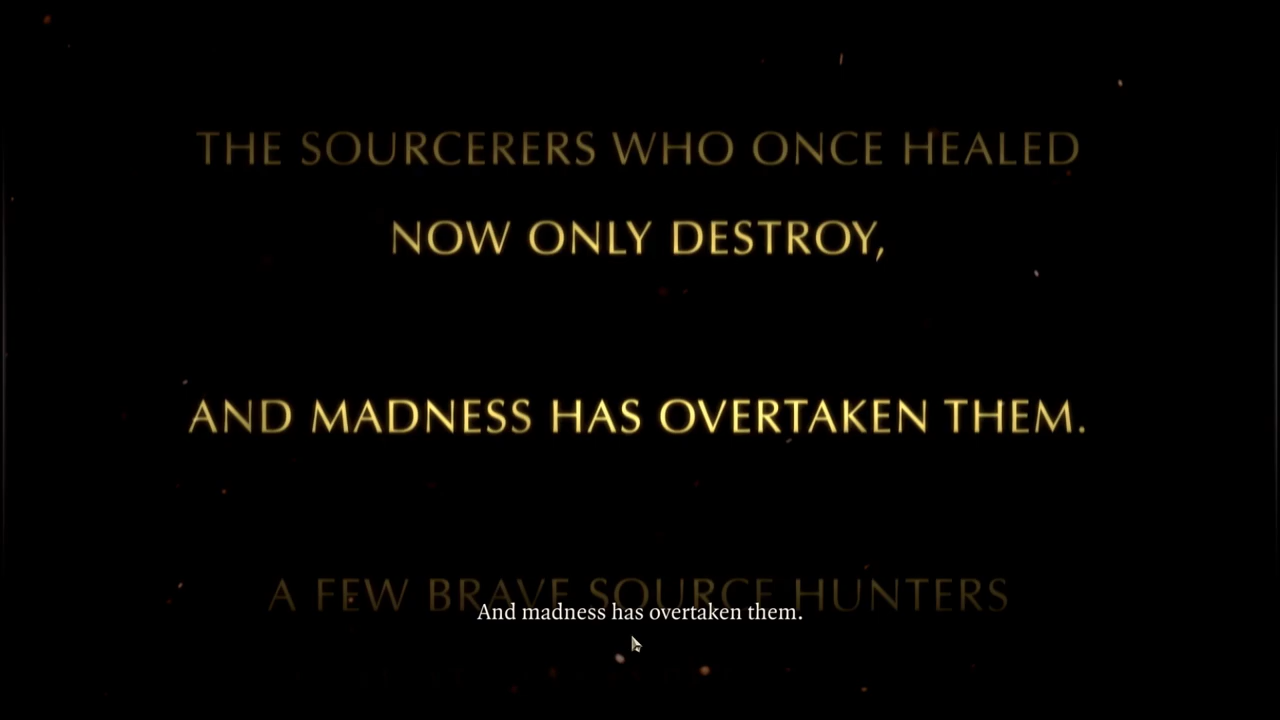 THE SOURCERERS WHO ONCE HEALED
NOW ONLY DESTROY,
AND MADNESS HAS OVERTAKEN THEM.
A FEW BRAVE SOURCE HUNTERS
And madness has overtaken them.